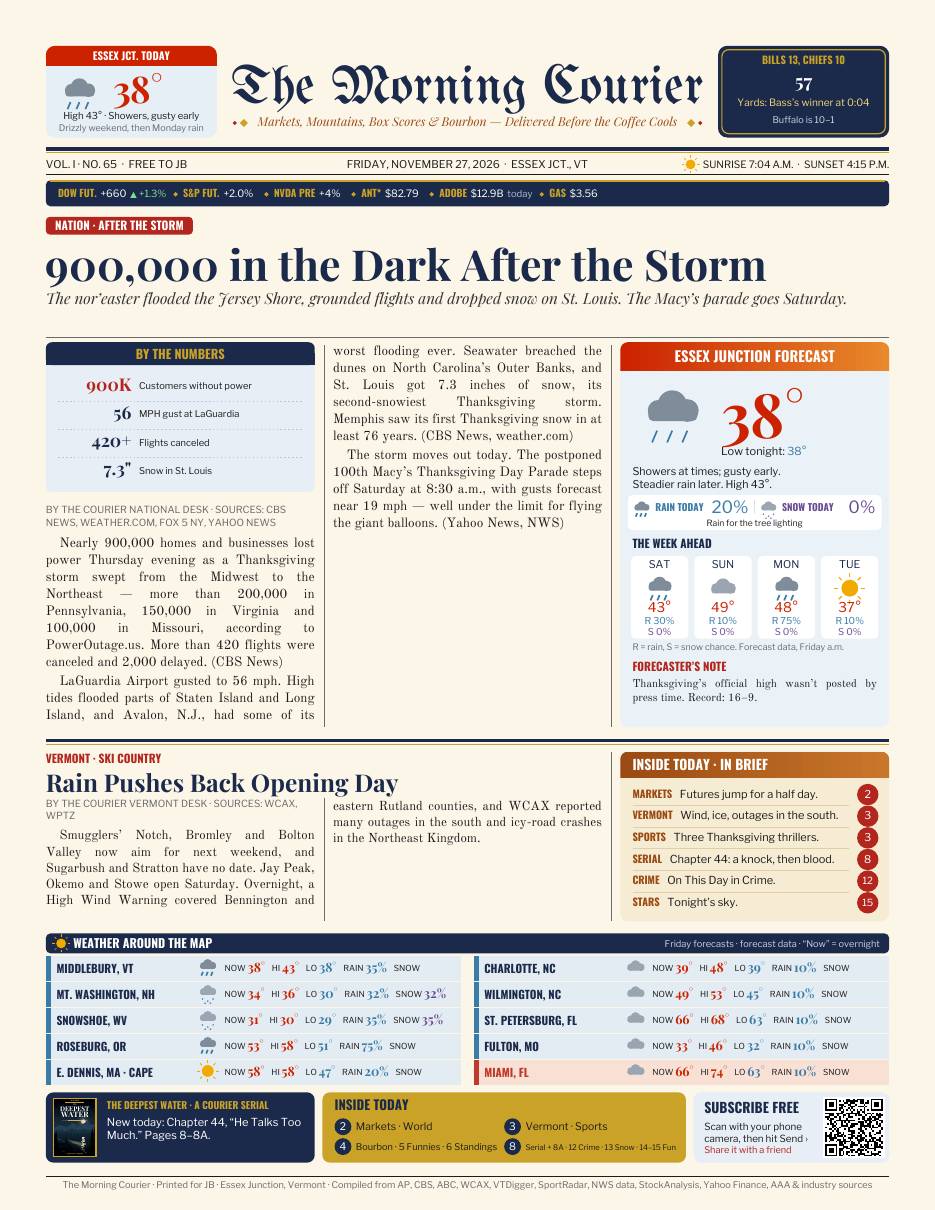 ESSEX JCT. TODAY
38°
High 43° · Showers, gusty early
Drizzly weekend, then Monday rain
The Morning Courier
Markets, Mountains, Box Scores & Bourbon — Delivered Before the Coffee Cools
BILLS 13, CHIEFS 10
57
Yards: Bass's winner at 0:04
Buffalo is 10–1
VOL. I · NO. 65 · FREE TO JB
FRIDAY, NOVEMBER 27, 2026 · ESSEX JCT., VT
SUNRISE 7:04 A.M. · SUNSET 4:15 P.M.
DOW FUT. +660 ▲ +1.3% ⬥ S&P FUT. +2.0% ⬥ NVDA PRE +4% ⬥ ANT* $82.79 ⬥ ADOBE $12.9B today ⬥ GAS $3.56
NATION · AFTER THE STORM
900,000 in the Dark After the Storm
The nor'easter flooded the Jersey Shore, grounded flights and dropped snow on St. Louis. The Macy's parade goes Saturday.
BY THE NUMBERS
900K Customers without power
56 MPH gust at LaGuardia
420+ Flights canceled
7.3" Snow in St. Louis
BY THE COURIER NATIONAL DESK · SOURCES: CBS
NEWS, WEATHER.COM, FOX 5 NY, YAHOO NEWS
Nearly 900,000 homes and businesses lost
power Thursday evening as a Thanksgiving
storm swept from the Midwest to the
Northeast — more than 200,000 in
Pennsylvania, 150,000 in Virginia and
100,000 in Missouri, according to
PowerOutage.us. More than 420 flights were
canceled and 2,000 delayed. (CBS News)
LaGuardia Airport gusted to 56 mph. High
tides flooded parts of Staten Island and Long
Island, and Avalon, N.J., had some of its
worst flooding ever. Seawater breached the
dunes on North Carolina's Outer Banks, and
St. Louis got 7.3 inches of snow, its
second-snowiest Thanksgiving storm.
Memphis saw its first Thanksgiving snow in at
least 76 years. (CBS News, weather.com)
The storm moves out today. The postponed
100th Macy's Thanksgiving Day Parade steps
off Saturday at 8:30 a.m., with gusts forecast
near 19 mph — well under the limit for flying
the giant balloons. (Yahoo News, NWS)
ESSEX JUNCTION FORECAST
38°
Low tonight: 38°
Showers at times; gusty early.
Steadier rain later. High 43°.
RAIN TODAY 20% SNOW TODAY 0%
Rain for the tree lighting
THE WEEK AHEAD
SAT SUN MON TUE
43° 49° 48° 37°
R 30% R 10% R 75% R 10%
S 0% S 0% S 0% S 0%
R = rain, S = snow chance. Forecast data, Friday a.m.
FORECASTER'S NOTE
Thanksgiving's official high wasn't posted by
press time. Record: 16–9.
VERMONT · SKI COUNTRY
Rain Pushes Back Opening Day
BY THE COURIER VERMONT DESK · SOURCES: WCAX,
WPTZ
Smugglers' Notch, Bromley and Bolton
Valley now aim for next weekend, and
Sugarbush and Stratton have no date. Jay Peak,
Okemo and Stowe open Saturday. Overnight, a
High Wind Warning covered Bennington and
eastern Rutland counties, and WCAX reported
many outages in the south and icy-road crashes
in the Northeast Kingdom.
INSIDE TODAY · IN BRIEF
MARKETS Futures jump for a half day. 2
VERMONT Wind, ice, outages in the south. 3
SPORTS Three Thanksgiving thrillers. 3
SERIAL Chapter 44: a knock, then blood. 8
CRIME On This Day in Crime. 12
STARS Tonight's sky. 15
WEATHER AROUND THE MAP
Friday forecasts · forecast data · "Now" = overnight
MIDDLEBURY, VT NOW 38° HI 43° LO 38° RAIN 35% SNOW
MT. WASHINGTON, NH NOW 34° HI 36° LO 30° RAIN 32% SNOW 32%
SNOWSHOE, WV NOW 31° HI 30° LO 29° RAIN 35% SNOW 35%
ROSEBURG, OR NOW 53° HI 58° LO 51° RAIN 75% SNOW
E. DENNIS, MA · CAPE NOW 58° HI 58° LO 47° RAIN 20% SNOW
CHARLOTTE, NC NOW 39° HI 48° LO 39° RAIN 10% SNOW
WILMINGTON, NC NOW 49° HI 53° LO 45° RAIN 10% SNOW
ST. PETERSBURG, FL NOW 66° HI 68° LO 63° RAIN 10% SNOW
FULTON, MO NOW 33° HI 46° LO 32° RAIN 10% SNOW
MIAMI, FL NOW 66° HI 74° LO 63° RAIN 10% SNOW
DEEPEST
WATER
THE DEEPEST WATER · A COURIER SERIAL
New today: Chapter 44, "He Talks Too
Much." Pages 8–8A.
INSIDE TODAY
2 Markets · World 3 Vermont · Sports
4 Bourbon · 5 Funnies · 6 Standings 8 Serial + 8A · 12 Crime · 13 Snow · 14–15 Fun
SUBSCRIBE FREE
Scan with your phone
camera, then hit Send ›
Share it with a friend
The Morning Courier · Printed for JB · Essex Junction, Vermont · Compiled from AP, CBS, ABC, WCAX, VTDigger, SportRadar, NWS data, StockAnalysis, Yahoo Finance, AAA & industry sources